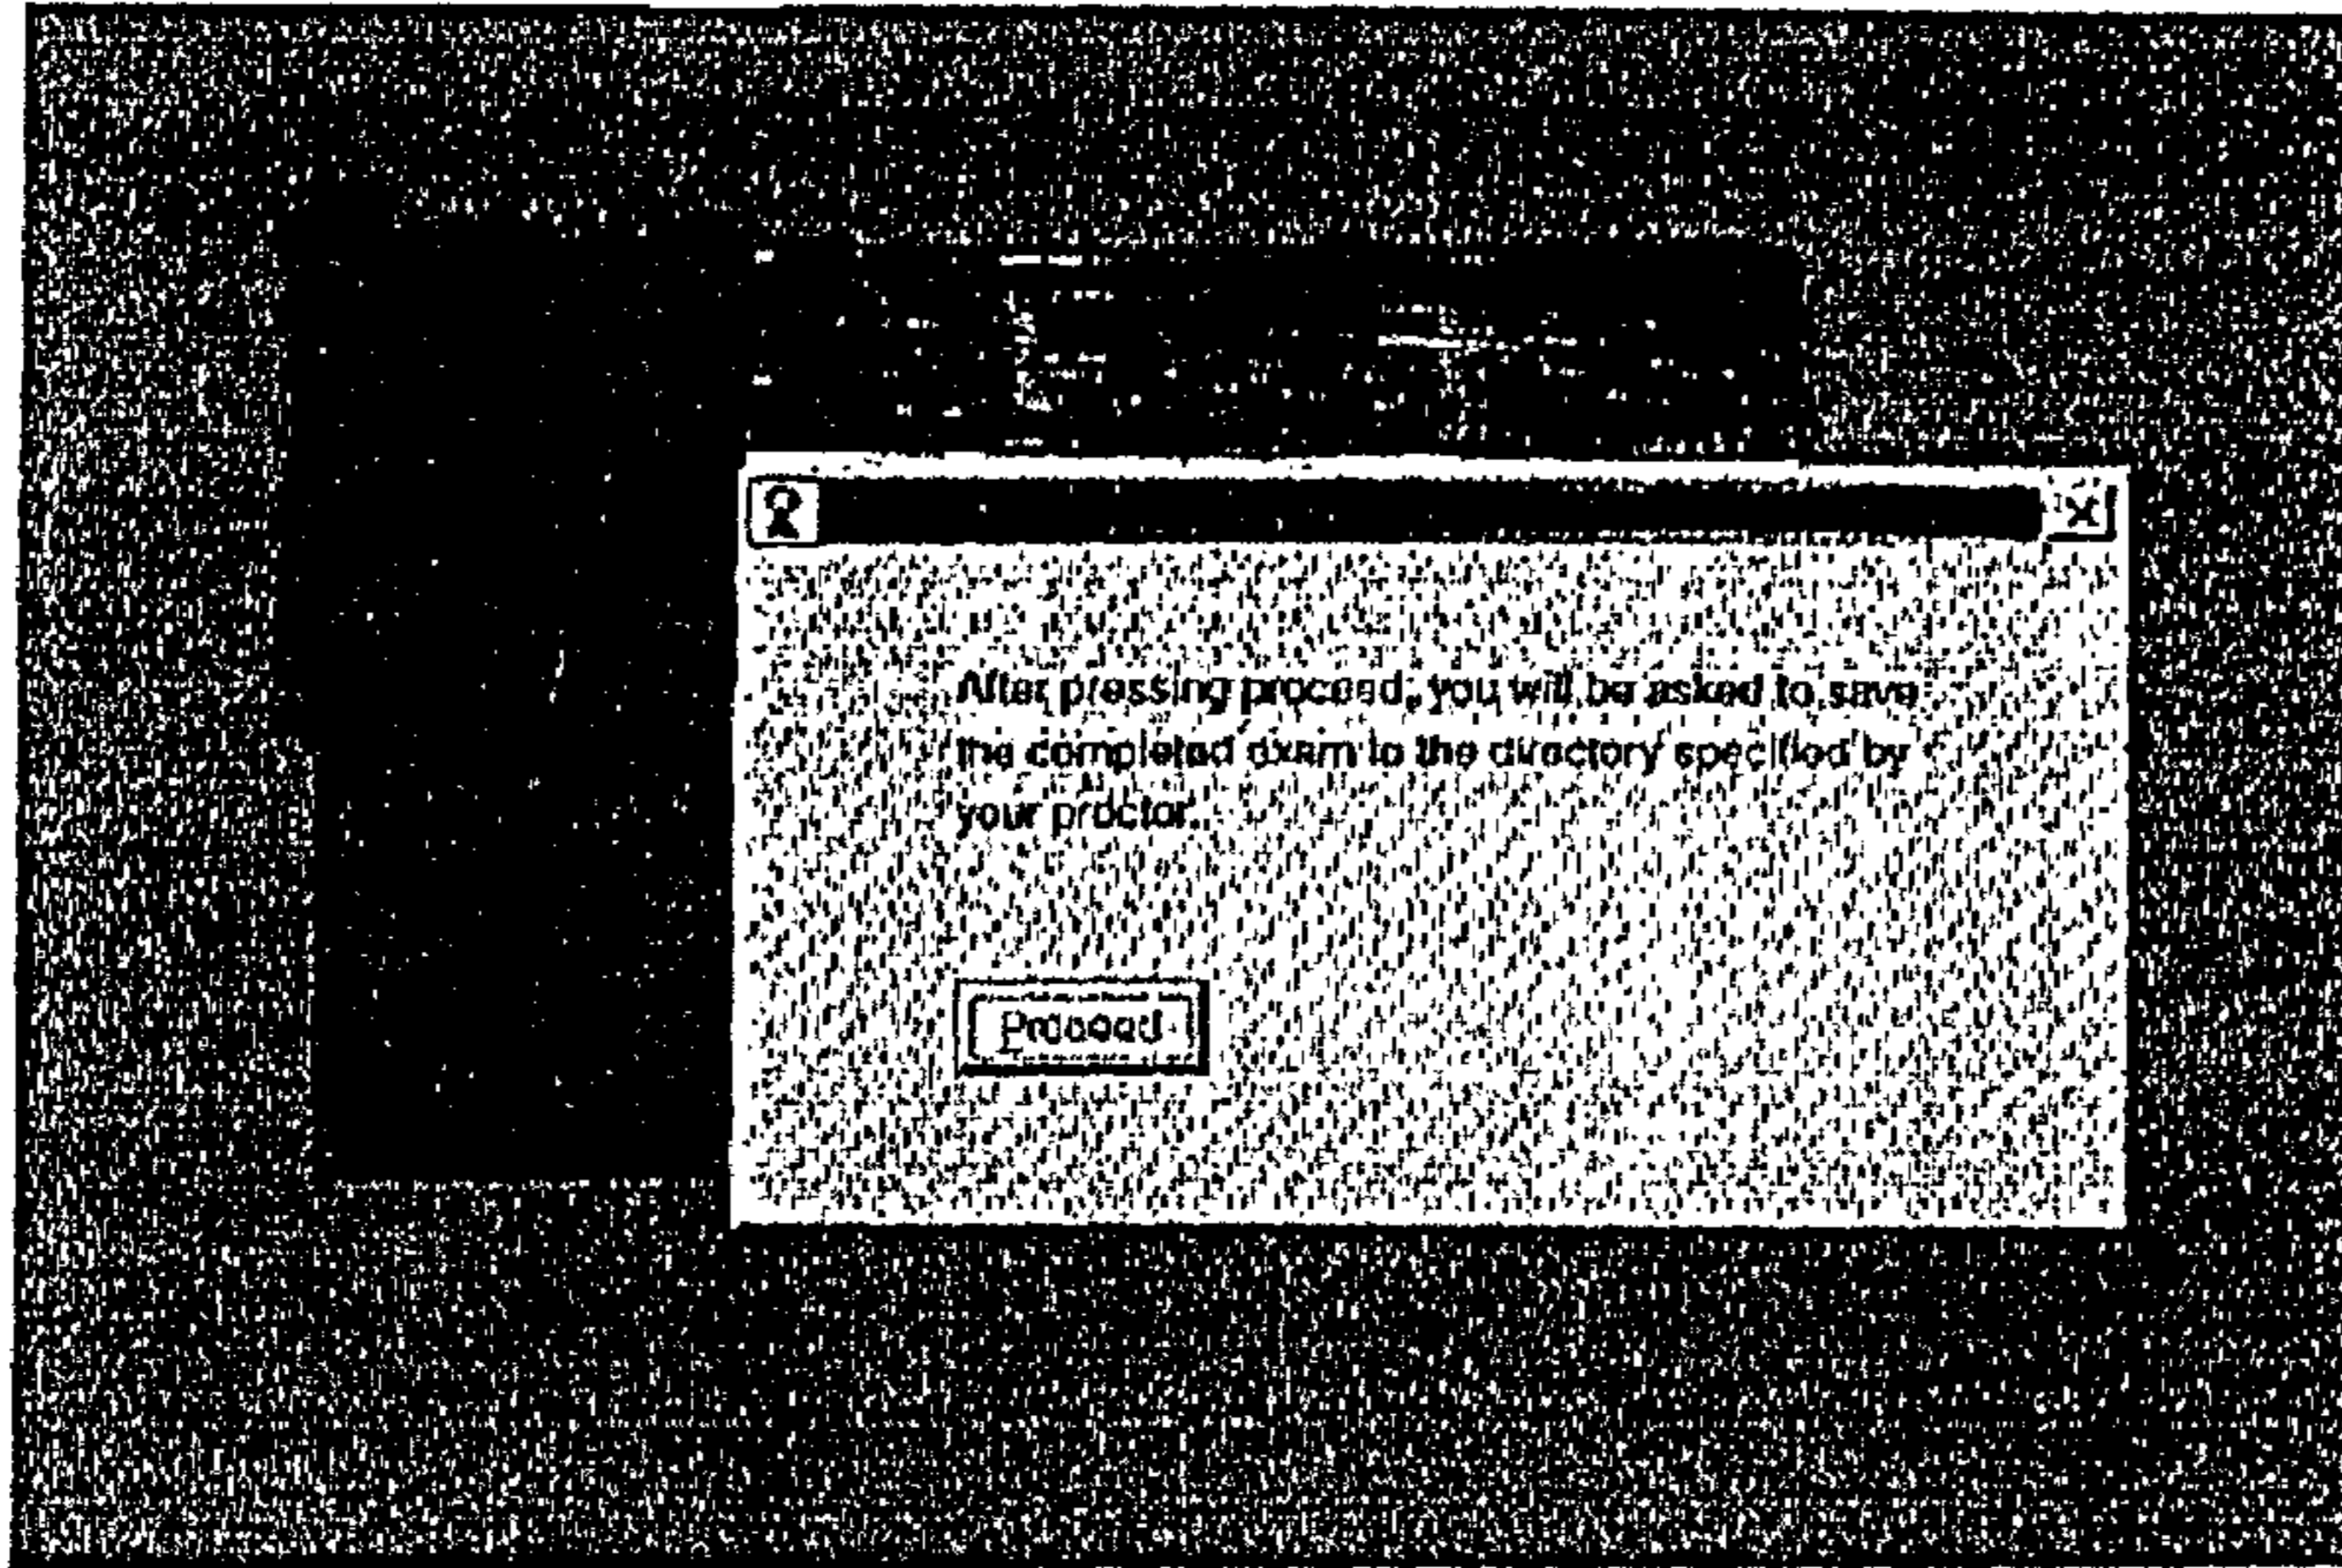 After pressing proceed, you will be asked to save
the completed exam to the directory specified by
your proctor.
Proceed